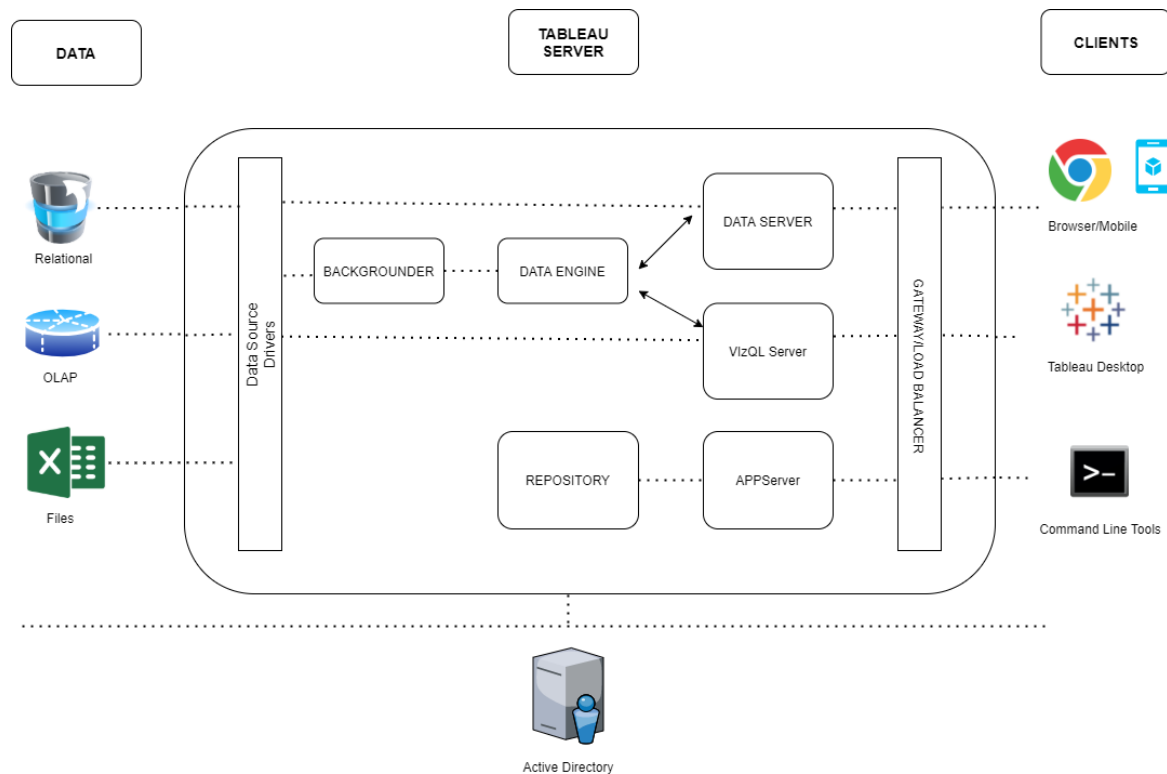 DATA
TABLEAU
SERVER
CLIENTS
Relational
OLAP
Files
Data Source
Drivers
BACKGROUNDER
DATA ENGINE
DATA SERVER
VIzQL Server
REPOSITORY
APPServer
GATEWAY/LOAD BALANCER
Browser/Mobile
Tableau Desktop
Command Line Tools
Active Directory